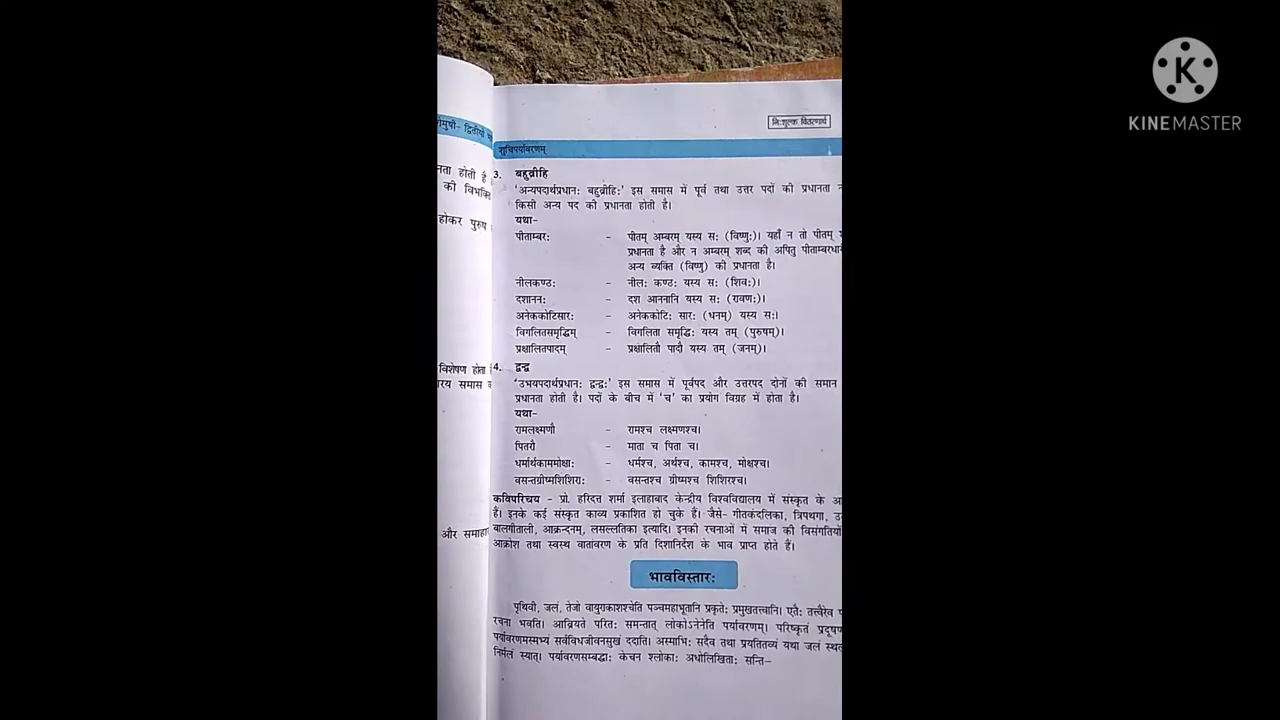 KINEMASTER
नि:शुल्क वितरणार्थ
शेमुषी- द्वितीयो
शुचिपर्यावरणम्
नता होती है
की विभक्ति
होकर पुरुष
विशेषण होता
रय समास
और समाहा
3. बहुव्रीहि
'अन्यपदार्थप्रधान: बहुव्रीहि:' इस समास में पूर्व तथा उत्तर पदों की प्रधानता
किसी अन्य पद की प्रधानता होती है।
यथा-
पीताम्बर: - पीतम् अम्बरम् यस्य स: (विष्णु:)। यहाँ न तो पीतम्
प्रधानता है और न अम्बरम् शब्द की अपितु पीताम्बरधा
अन्य व्यक्ति (विष्णु) की प्रधानता है।
नीलकण्ठ: - नील: कण्ठ: यस्य स: (शिव:)।
दशानन: - दश आननानि यस्य स: (रावण:)।
अनेककोटिसार: - अनेककोटि: सार: (धनम्) यस्य स:।
विगलितसमृद्धिम् - विगलिता समृद्धि: यस्य तम् (पुरुषम्)।
प्रक्षालितपादम् - प्रक्षालितौ पादौ यस्य तम् (जनम्)।
4. द्वन्द्व
'उभयपदार्थप्रधान: द्वन्द्व:' इस समास में पूर्वपद और उत्तरपद दोनों की समान
प्रधानता होती है। पदों के बीच में 'च' का प्रयोग विग्रह में होता है।
यथा-
रामलक्ष्मणौ - रामश्च लक्ष्मणश्च।
पितरौ - माता च पिता च।
धर्मार्थकाममोक्षा: - धर्मश्च, अर्थश्च, कामश्च, मोक्षश्च।
वसन्तग्रीष्मशिशिरा: - वसन्तश्च ग्रीष्मश्च शिशिरश्च।
कविपरिचय - प्रो. हरिदत्त शर्मा इलाहाबाद केन्द्रीय विश्वविद्यालय में संस्कृत के
हैं। इनके कई संस्कृत काव्य प्रकाशित हो चुके हैं। जैसे- गीतकंदलिका, त्रिपथगा,
बालगीताली, आक्रन्दनम्, लसल्लतिका इत्यादि। इनकी रचनाओं में समाज की विसंगतियों
आक्रोश तथा स्वस्थ वातांवरण के प्रति दिशानिर्देश के भाव प्राप्त होते हैं।
भावविस्तार:
पृथिवी, जलं, तेजो वायुराकाशश्चेति पञ्चमहाभूतानि प्रकृते: प्रमुखतत्त्वानि। एतै: तत्त्वैरेव
रचना भवति। आव्रियते परित: समन्तात् लोकोऽनेनेति पर्यावरणम्। परिष्कृतं प्रदूषण
पर्यावरणमस्मभ्यं सर्वविधजीवनसुखं ददाति। अस्माभि: सदैव तथा प्रयतितव्यं यथा जलं स्थल
निर्मलं स्यात्। पर्यावरणसम्बद्धा: केचन श्लोका: अधोलिखिता: सन्ति–